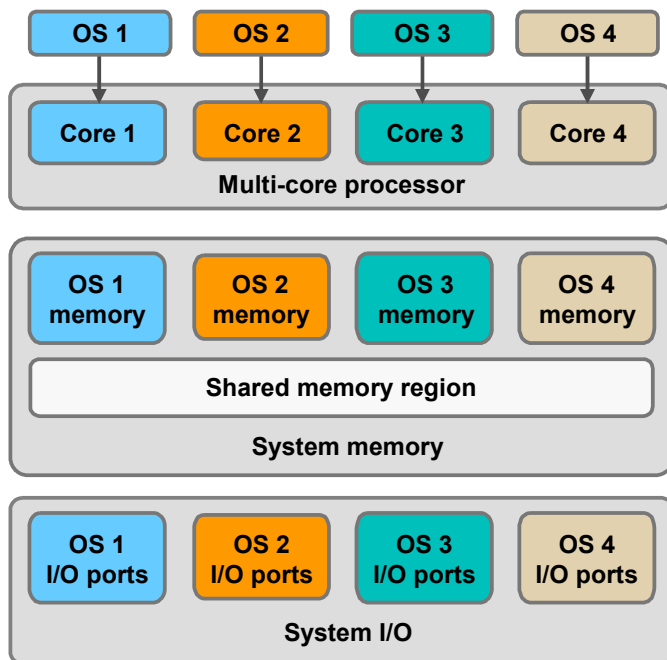 OS 1
OS 2
OS 3
OS 4
Core 1
Core 2
Core 3
Core 4
Multi-core processor
OS 1
memory
OS 2
memory
OS 3
memory
OS 4
memory
Shared memory region
System memory
OS 1
I/O ports
OS 2
I/O ports
OS 3
I/O ports
OS 4
I/O ports
System I/O